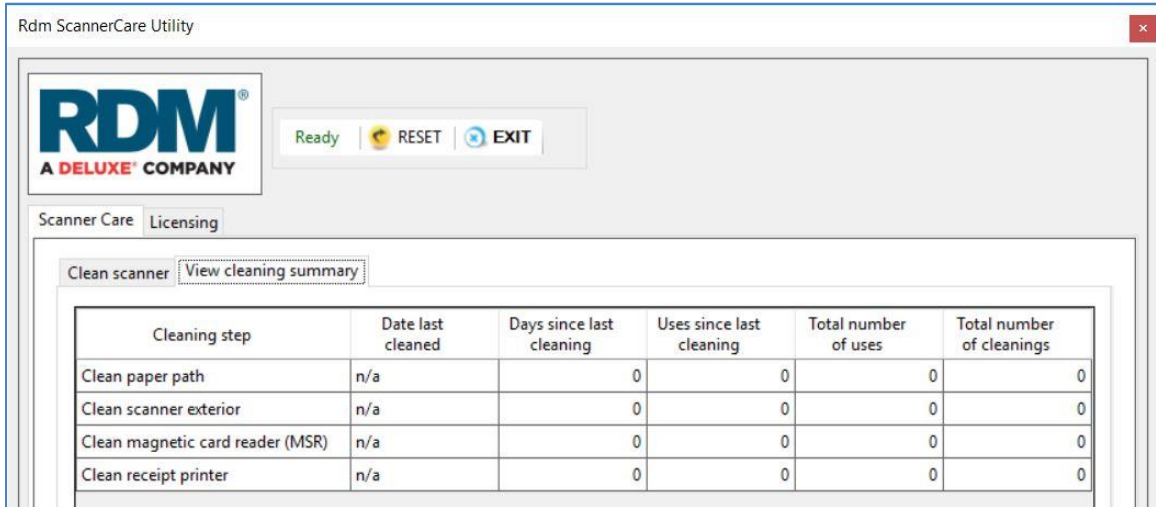 Rdm ScannerCare Utility
RDM®
A DELUXE® COMPANY
Ready RESET EXIT
Scanner Care Licensing
Clean scanner View cleaning summary
Cleaning step Date last cleaned Days since last cleaning Uses since last cleaning Total number of uses Total number of cleanings
Clean paper path n/a 0 0 0 0
Clean scanner exterior n/a 0 0 0 0
Clean magnetic card reader (MSR) n/a 0 0 0 0
Clean receipt printer n/a 0 0 0 0